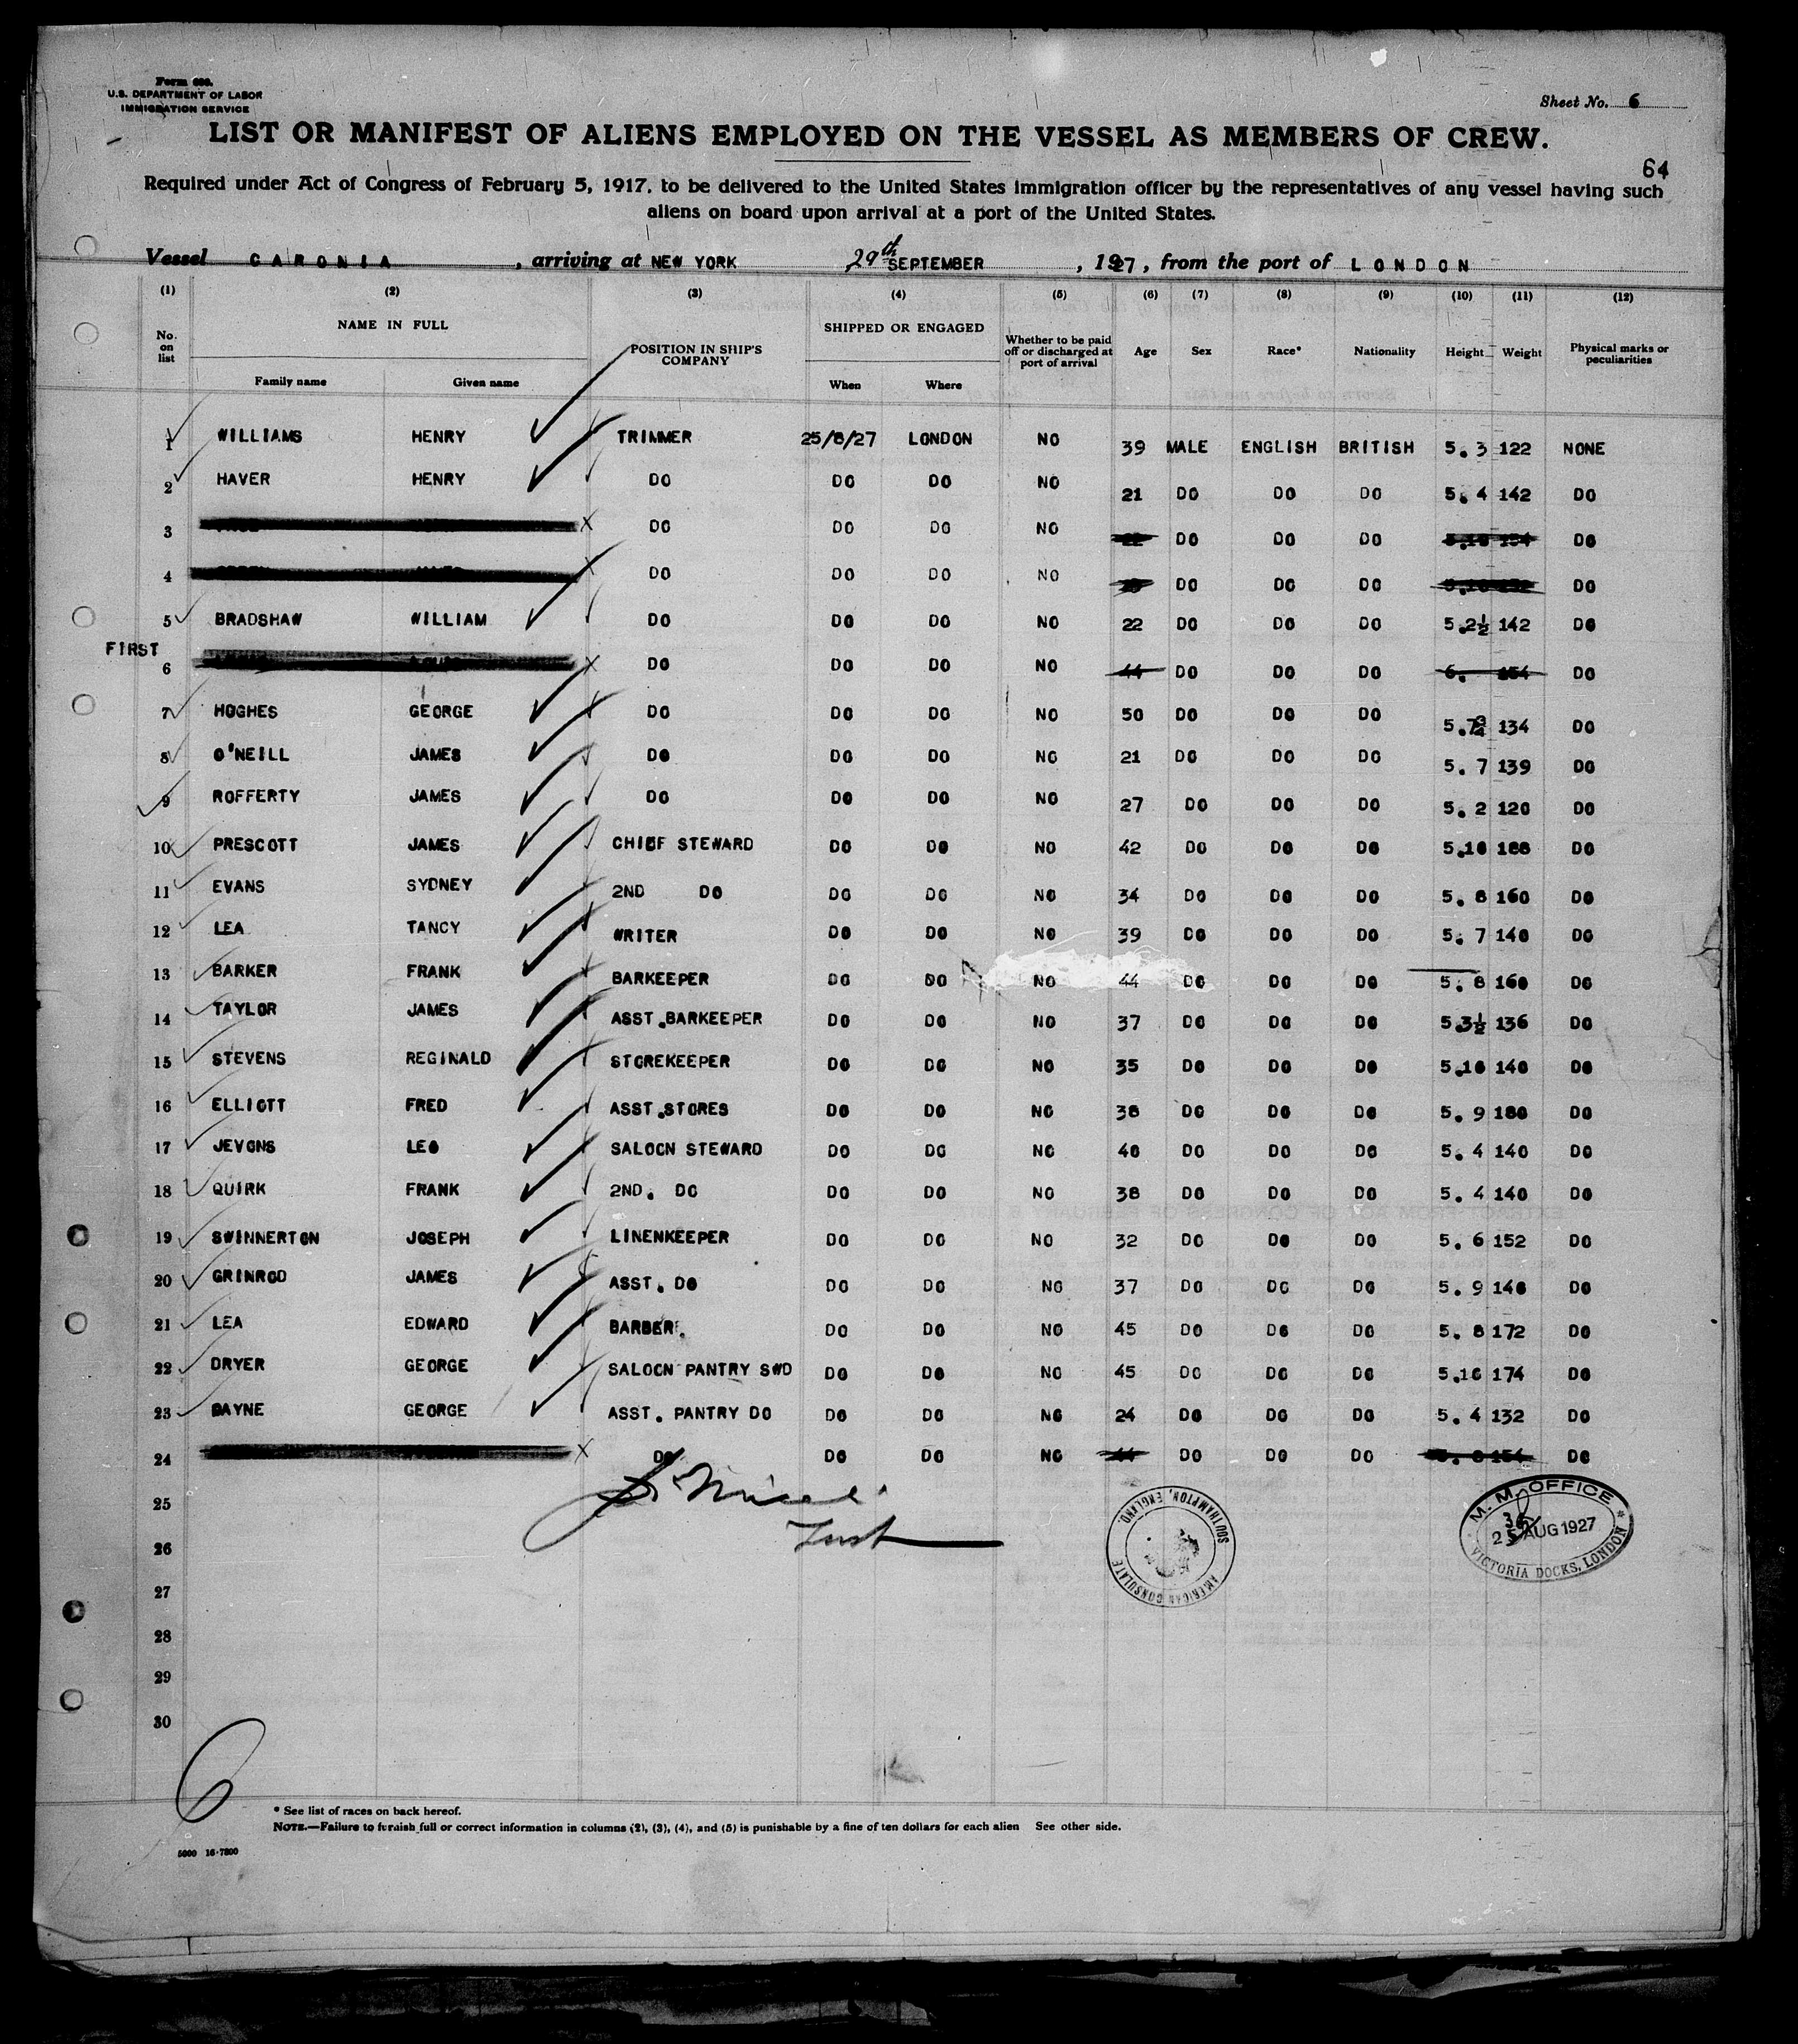 Form 680.
U.S. DEPARTMENT OF LABOR
IMMIGRATION SERVICE
Sheet No. 6
LIST OR MANIFEST OF ALIENS EMPLOYED ON THE VESSEL AS MEMBERS OF CREW.
64
Required under Act of Congress of February 5, 1917, to be delivered to the United States immigration officer by the representatives of any vessel having such
aliens on board upon arrival at a port of the United States.
Vessel CARONIA, arriving at NEW YORK 29th SEPTEMBER, 1927, from the port of LONDON
(1) (2) (3) (4) (5) (6) (7) (8) (9) (10) (11) (12)
No. on list NAME IN FULL POSITION IN SHIP'S COMPANY SHIPPED OR ENGAGED Whether to be paid off or discharged at port of arrival Age Sex Race* Nationality Height Weight Physical marks or peculiarities
Family name Given name When Where
1 WILLIAMS HENRY TRIMMER 25/8/27 LONDON NO 39 MALE ENGLISH BRITISH 5. 3 122 NONE
2 HAVER HENRY DO DO DO NO 21 DO DO DO 5. 4 142 DO
3 DO DO DO NO DO DO DO DO
4 DO DO DO NO DO DO DO DO
5 BRADSHAW WILLIAM DO DO DO NO 22 DO DO DO 5.2½ 142 DO
FIRST
6 DO DO DO NO 44 DO DO DO 6. 154 DO
7 HOGHES GEORGE DO DO DO NO 50 DO DO DO 5.7¾ 134 DO
8 O'NEILL JAMES DO DO DO NO 21 DO DO DO 5. 7 139 DO
9 ROFFERTY JAMES DO DO DO NO 27 DO DO DO 5. 2 120 DO
10 PRESCOTT JAMES CHIEF STEWARD DO DO NO 42 DO DO DO 5.10 188 DO
11 EVANS SYDNEY 2ND DO DO DO NO 34 DO DO DO 5. 8 160 DO
12 LEA TANCY WRITER DO DO NO 39 DO DO DO 5. 7 140 DO
13 BARKER FRANK BARKEEPER DO DO NO 44 DO DO DO 5. 8 160 DO
14 TAYLOR JAMES ASST.BARKEEPER DO DO NO 37 DO DO DO 5.3½ 136 DO
15 STEVENS REGINALD STOREKEEPER DO DO NO 35 DO DO DO 5.10 140 DO
16 ELLIOTT FRED ASST.STORES DO DO NO 38 DO DO DO 5. 9 180 DO
17 JEVONS LEO SALOON STEWARD DO DO NO 40 DO DO DO 5. 4 140 DO
18 QUIRK FRANK 2ND. DO DO DO NO 38 DO DO DO 5. 4 140 DO
19 SWINNERTON JOSEPH LINENKEEPER DO DO NO 32 DO DO DO 5. 6 152 DO
20 GRINROD JAMES ASST. DO DO DO NO 37 DO DO DO 5. 9 148 DO
21 LEA EDWARD BARBER. DO DO NO 45 DO DO DO 5. 8 172 DO
22 DRYER GEORGE SALOON PANTRY SWD DO DO NO 45 DO DO DO 5.10 174 DO
23 PAYNE GEORGE ASST. PANTRY DO DO DO NO 24 DO DO DO 5. 4 132 DO
24 DO DO DO NO 44 DO DO DO 154 DO
25
26
27
28
29
30
AMERICAN CONSULATE
SOUTHAMPTON, ENGLAND.
M. M. OFFICE
AUG 1927
VICTORIA DOCKS, LONDON
6
* See list of races on back hereof.
NOTE.—Failure to furnish full or correct information in columns (2), (3), (4), and (5) is punishable by a fine of ten dollars for each alien See other side.
5000 16-7800